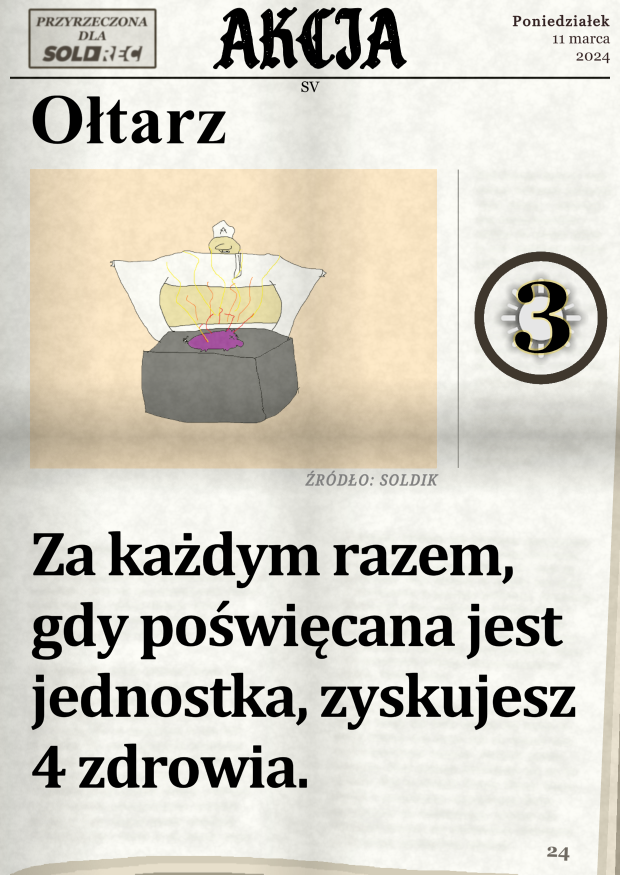 PRZYRZECZONA
DLA
SOLDREC
AKCJA
Poniedziałek
11 marca
2024
SV
Ołtarz
A
3
ŹRÓDŁO: SOLDIK
Za każdym razem,
gdy poświęcana jest
jednostka, zyskujesz
4 zdrowia.
24